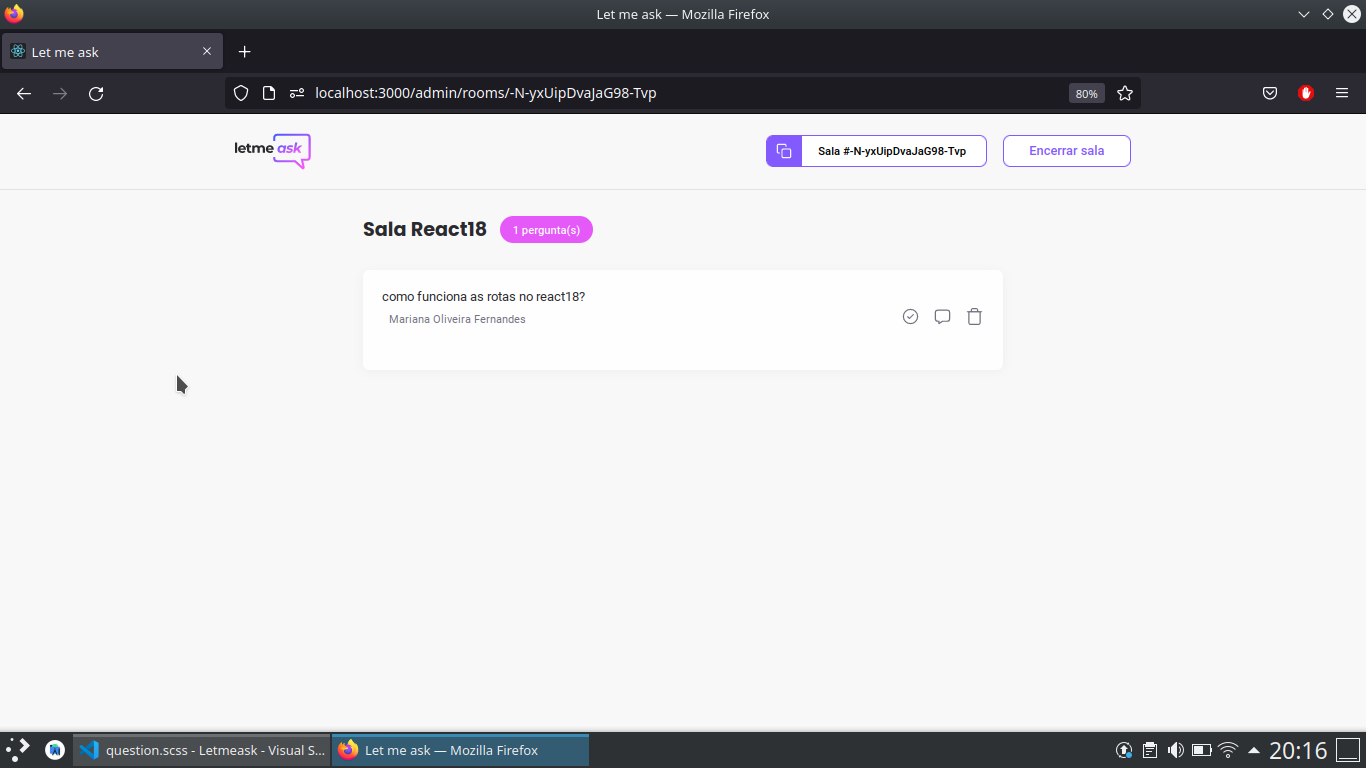 Let me ask — Mozilla Firefox
Let me ask
localhost:3000/admin/rooms/-N-yxUipDvaJaG98-Tvp
80%
letme ask
Sala #-N-yxUipDvaJaG98-Tvp
Encerrar sala
Sala React18
1 pergunta(s)
como funciona as rotas no react18?
Mariana Oliveira Fernandes
question.scss - Letmeask - Visual S...
Let me ask — Mozilla Firefox
20:16